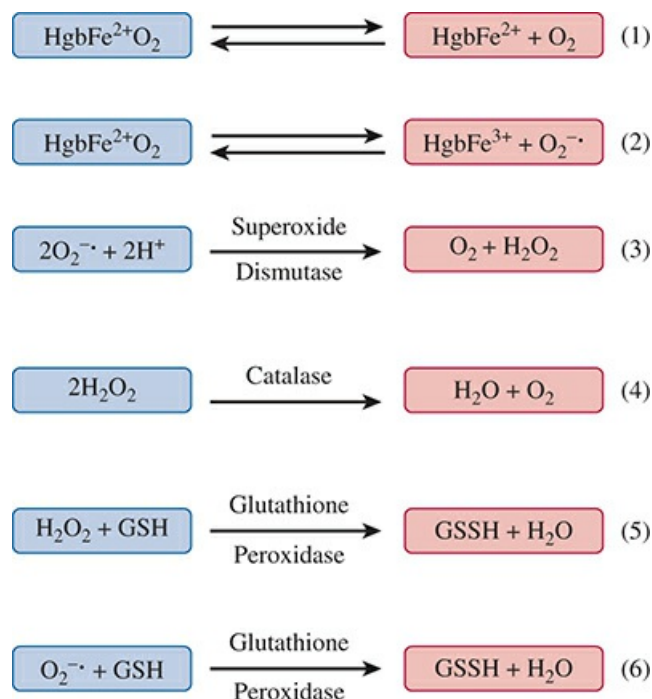 HgbFe²⁺O₂ HgbFe²⁺ + O₂ (1)
HgbFe²⁺O₂ HgbFe³⁺ + O₂⁻· (2)
2O₂⁻· + 2H⁺ Superoxide Dismutase O₂ + H₂O₂ (3)
2H₂O₂ Catalase H₂O + O₂ (4)
H₂O₂ + GSH Glutathione Peroxidase GSSH + H₂O (5)
O₂⁻· + GSH Glutathione Peroxidase GSSH + H₂O (6)